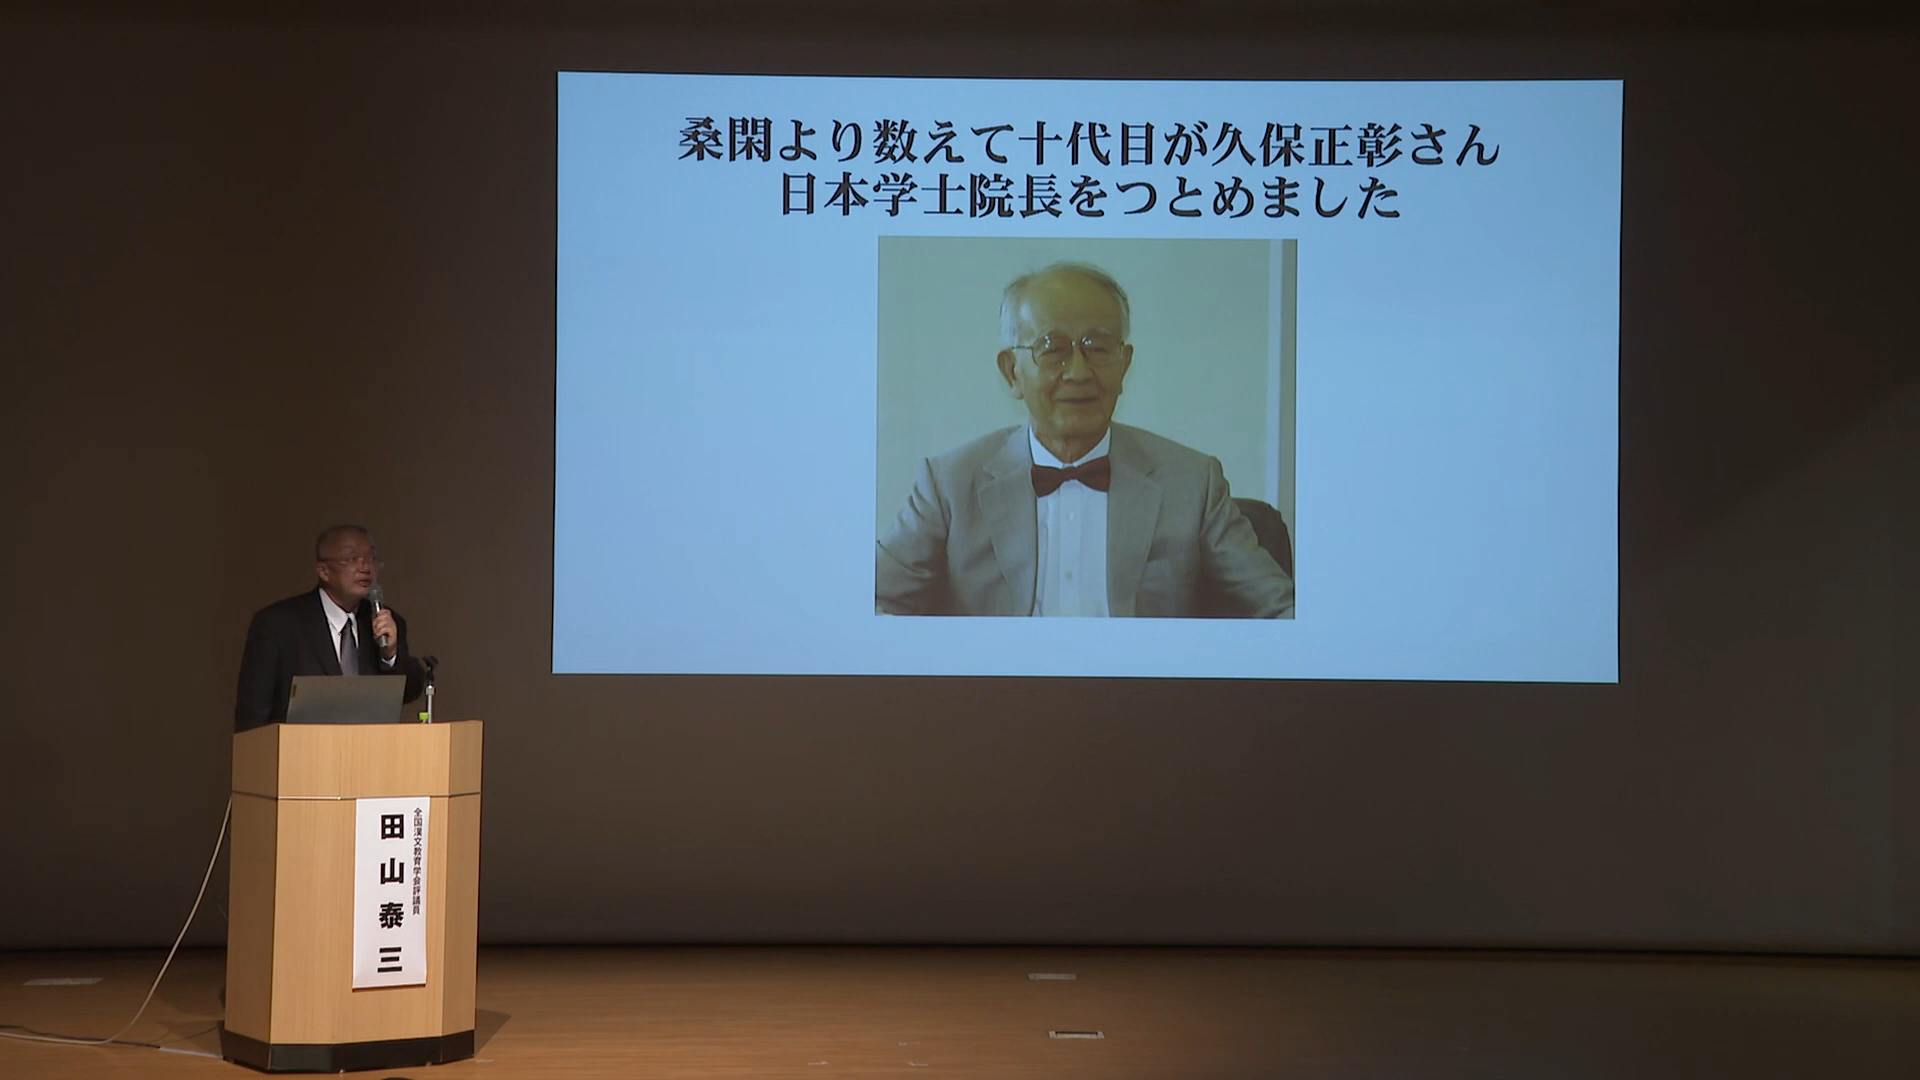 桑閑より数えて十代目が久保正彰さん
日本学士院長をつとめました
全国漢文教育学会評議員
田山泰三